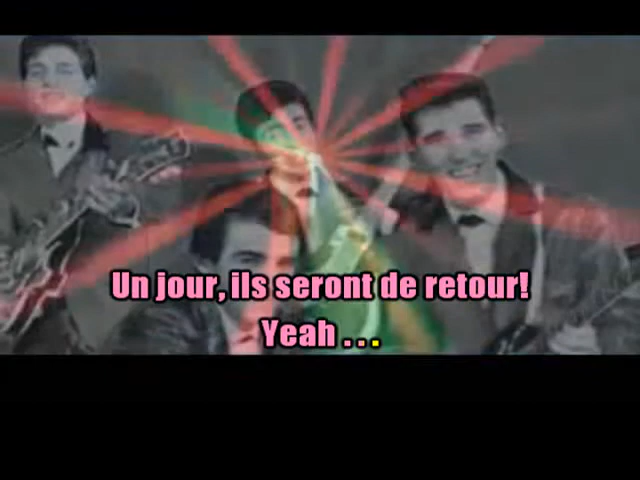 Un jour, ils seront de retour!
Yeah . . .